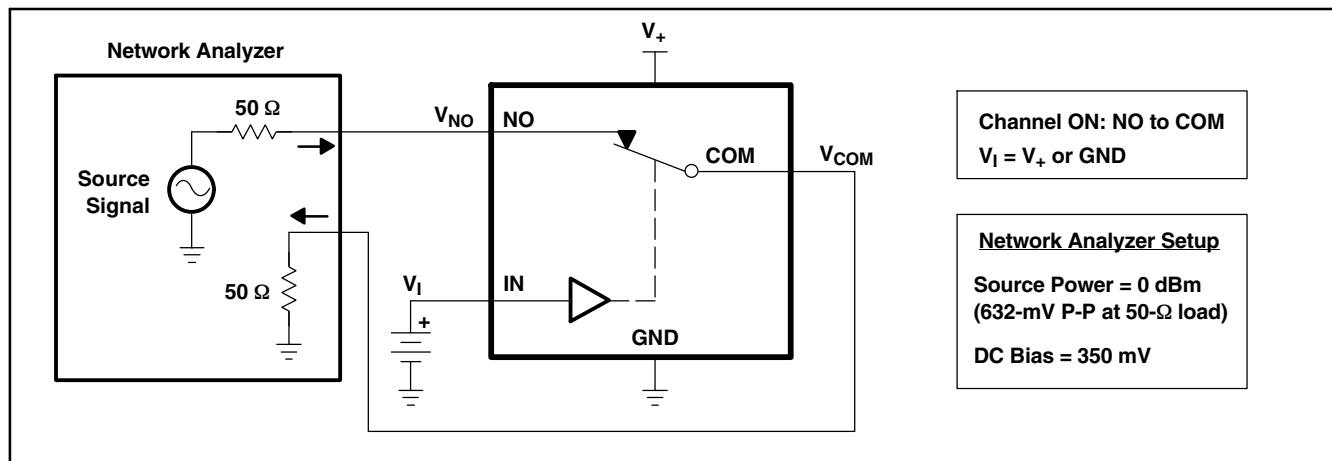 Network Analyzer
50 Ω
Source
Signal
50 Ω
V+
VNO
NO
COM
VCOM
VI
IN
+
GND
Channel ON: NO to COM
VI = V+ or GND
Network Analyzer Setup
Source Power = 0 dBm
(632-mV P-P at 50-Ω load)
DC Bias = 350 mV